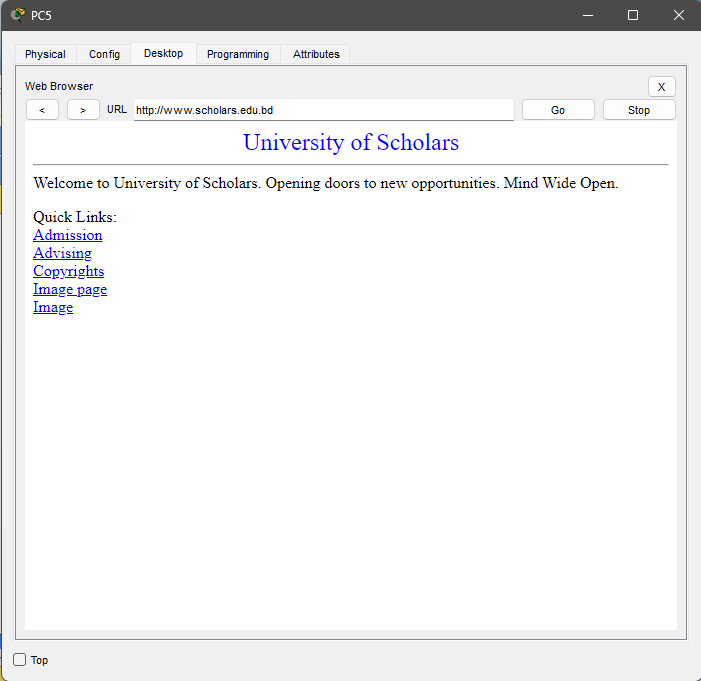 PC5
Physical Config Desktop Programming Attributes
Web Browser
X
< > URL http://www.scholars.edu.bd Go Stop
University of Scholars
Welcome to University of Scholars. Opening doors to new opportunities. Mind Wide Open.
Quick Links:
Admission
Advising
Copyrights
Image page
Image
Top